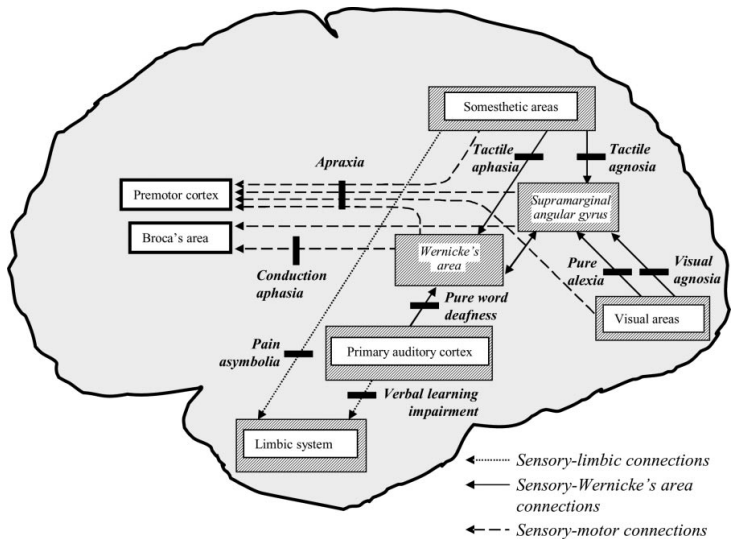 Somesthetic areas
Tactile
aphasia
Tactile
agnosia
Apraxia
Premotor cortex
Supramarginal
angular gyrus
Broca's area
Wernicke's
area
Conduction
aphasia
Pure
alexia
Visual
agnosia
Pure word
deafness
Visual areas
Pain
asymbolia
Primary auditory cortex
Verbal learning
impairment
Limbic system
Sensory-limbic connections
Sensory-Wernicke's area
connections
Sensory-motor connections